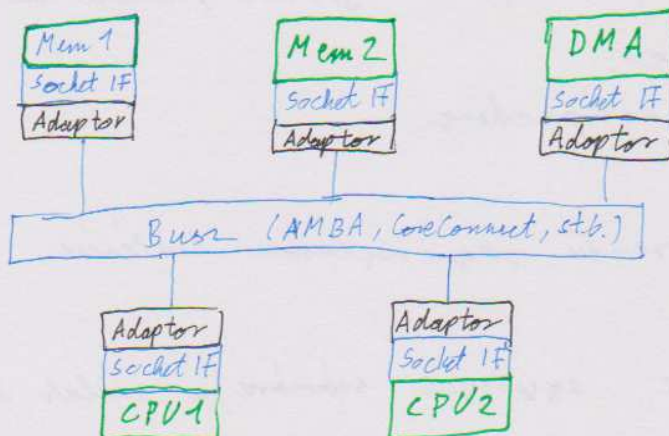 Mem 1
Socket IF
Adaptor
Mem 2
Socket IF
Adaptor
DMA
Socket IF
Adaptor
Busz (AMBA, CoreConnect, stb.)
Adaptor
Socket IF
CPU1
Adaptor
Socket IF
CPU2